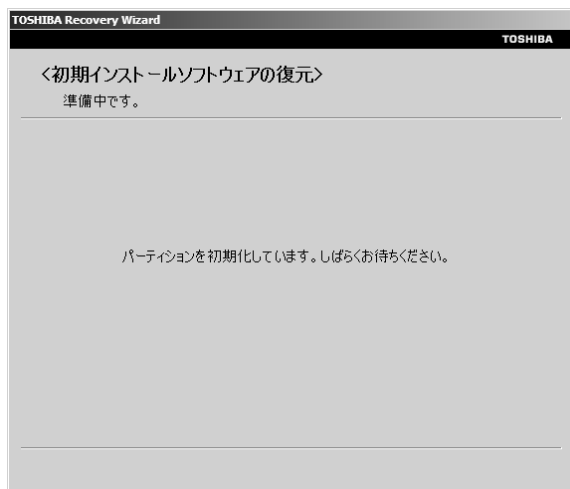 TOSHIBA Recovery Wizard
TOSHIBA
<初期インストールソフトウェアの復元>
準備中です。
パーティションを初期化しています。しばらくお待ちください。